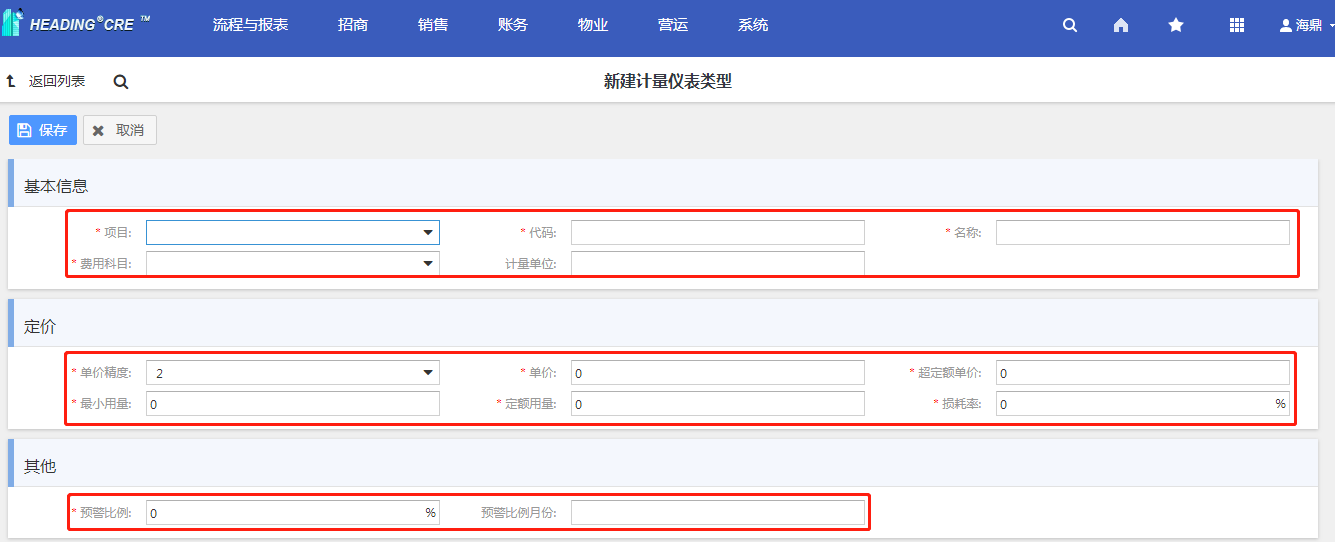 HEADING®CRE TM 流程与报表 招商 销售 账务 物业 营运 系统 海鼎
返回列表 新建计量仪表类型
保存 取消
基本信息
* 项目: * 代码: * 名称:
* 费用科目: 计量单位:
定价
* 单价精度: 2 * 单价: 0 * 超定额单价: 0
* 最小用量: 0 * 定额用量: 0 * 损耗率: 0 %
其他
* 预警比例: 0 % 预警比例月份: